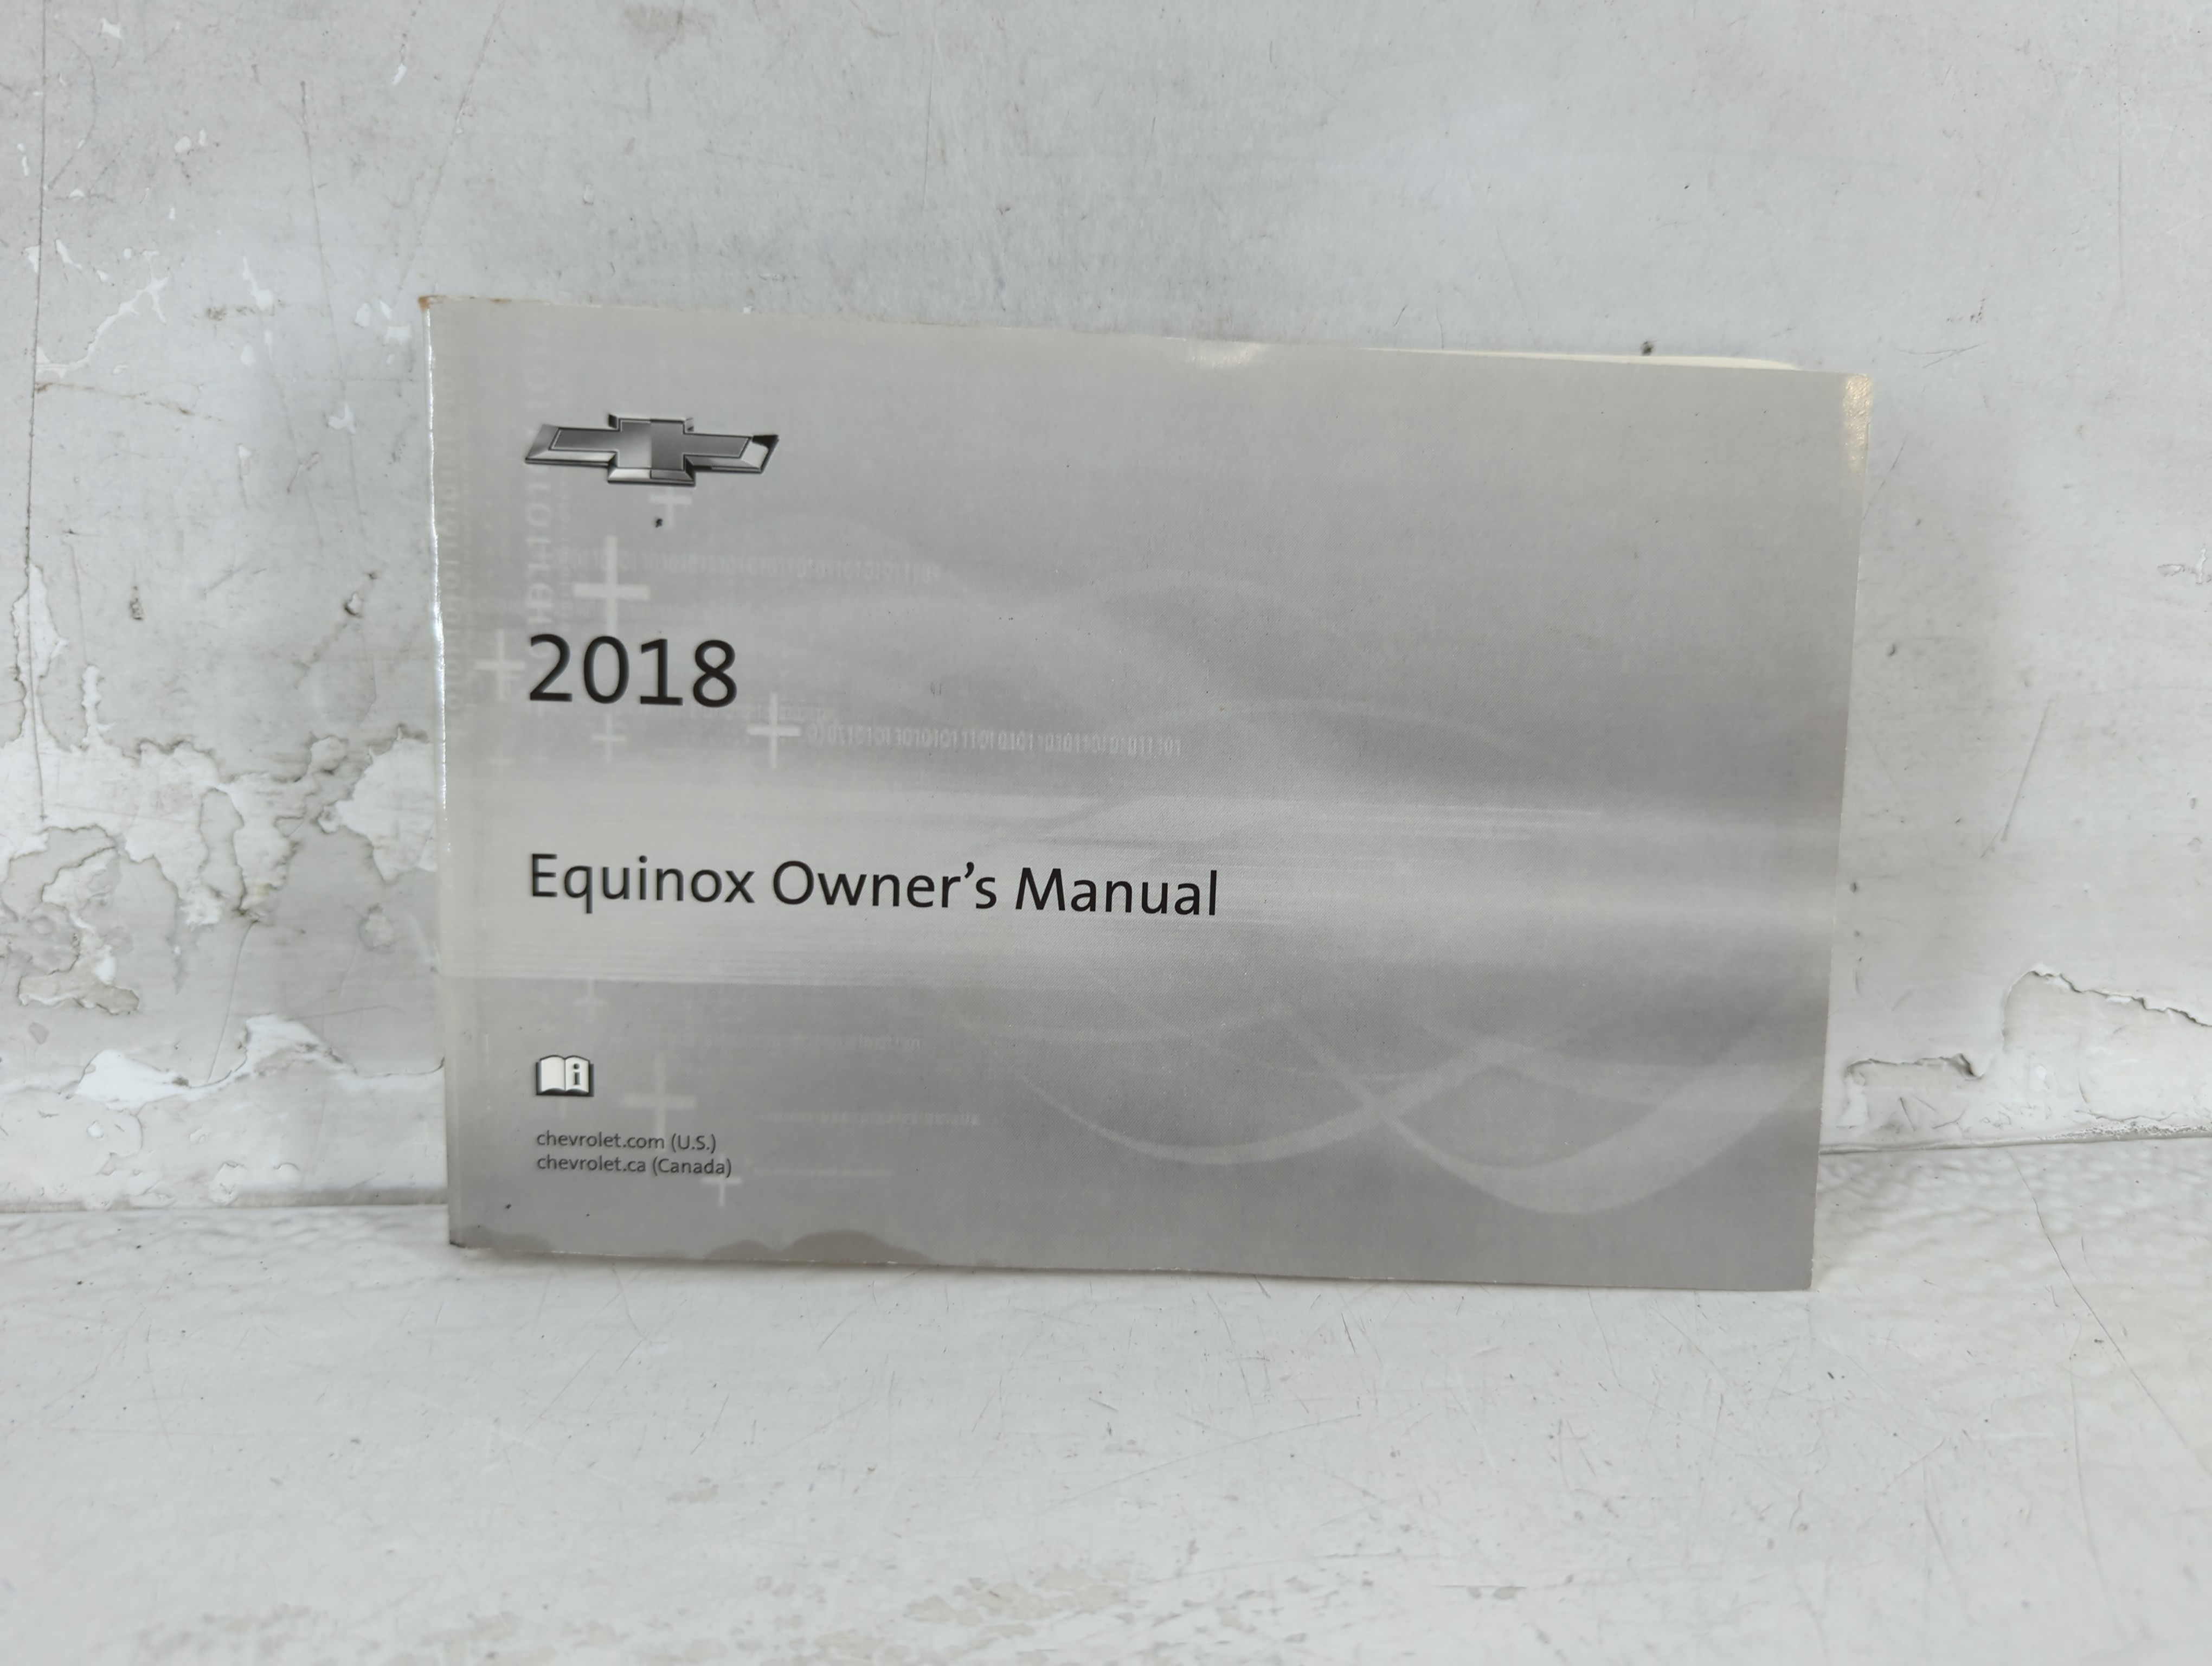 2018
Equinox Owner's Manual
i
chevrolet.com (U.S.)
chevrolet.ca (Canada)